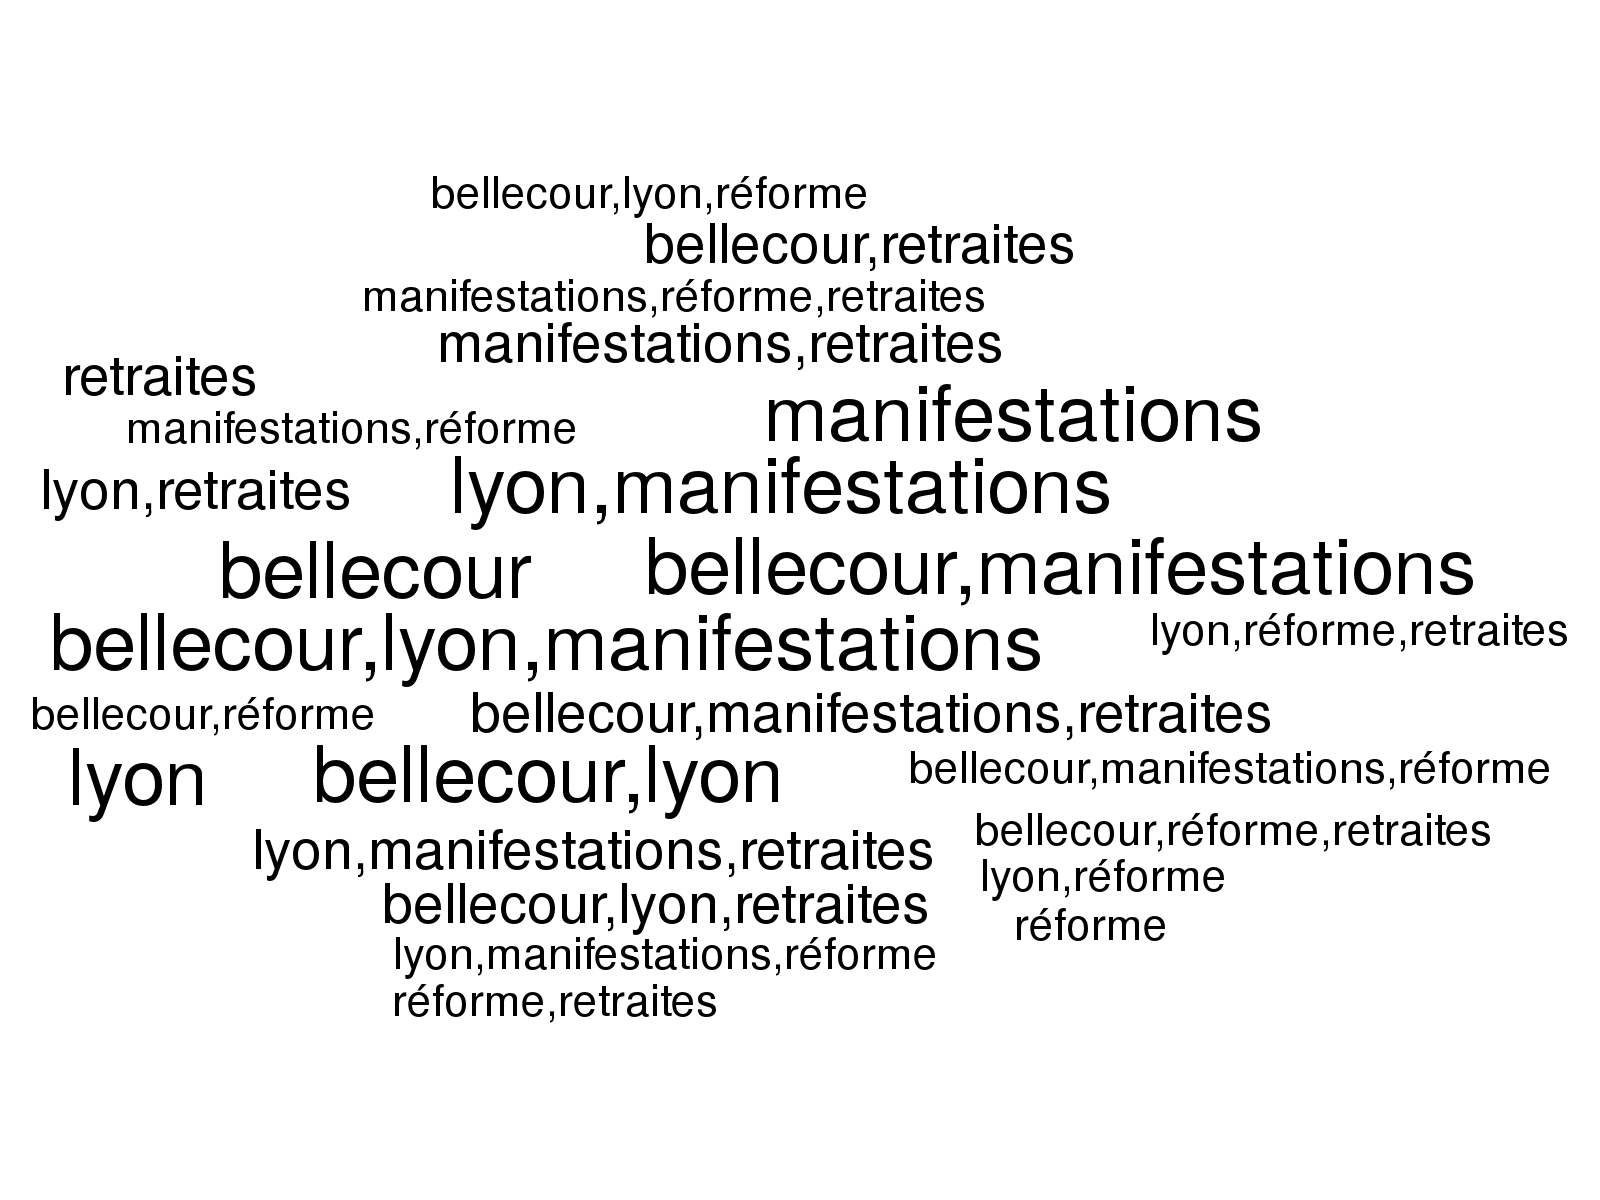 bellecour,lyon,réforme
bellecour,retraites
manifestations,réforme,retraites
manifestations,retraites
retraites
manifestations
manifestations,réforme
lyon,retraites
lyon,manifestations
bellecour
bellecour,manifestations
bellecour,lyon,manifestations
lyon,réforme,retraites
bellecour,réforme
bellecour,manifestations,retraites
lyon
bellecour,lyon
bellecour,manifestations,réforme
bellecour,réforme,retraites
lyon,manifestations,retraites
lyon,réforme
bellecour,lyon,retraites
réforme
lyon,manifestations,réforme
réforme,retraites